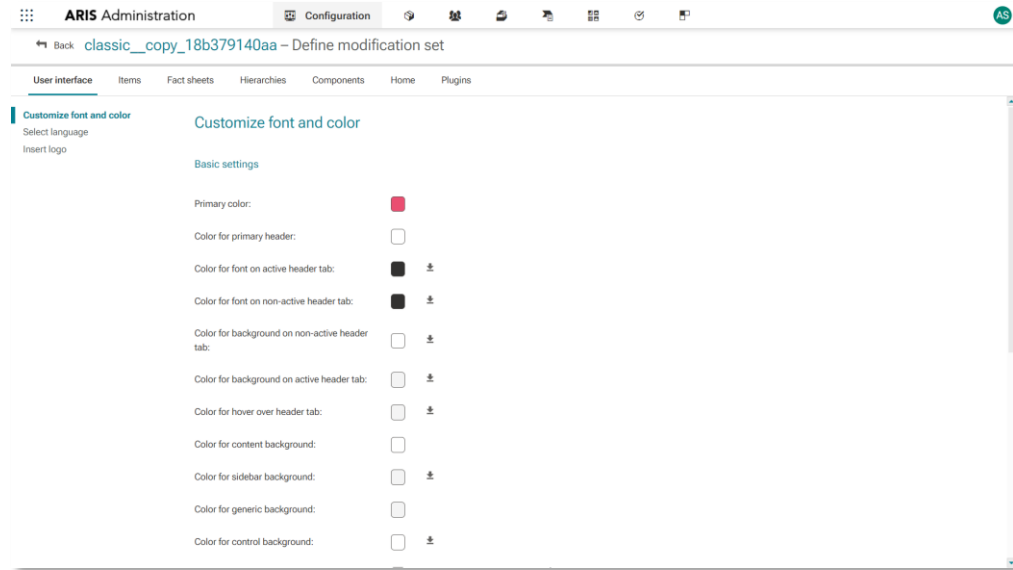 ARIS Administration
Configuration
AS
Back classic__copy_18b379140aa – Define modification set
User interface Items Fact sheets Hierarchies Components Home Plugins
Customize font and color
Select language
Insert logo
Customize font and color
Basic settings
Primary color:
Color for primary header:
Color for font on active header tab:
Color for font on non-active header tab:
Color for background on non-active header
tab:
Color for background on active header tab:
Color for hover over header tab:
Color for content background:
Color for sidebar background:
Color for generic background:
Color for control background: